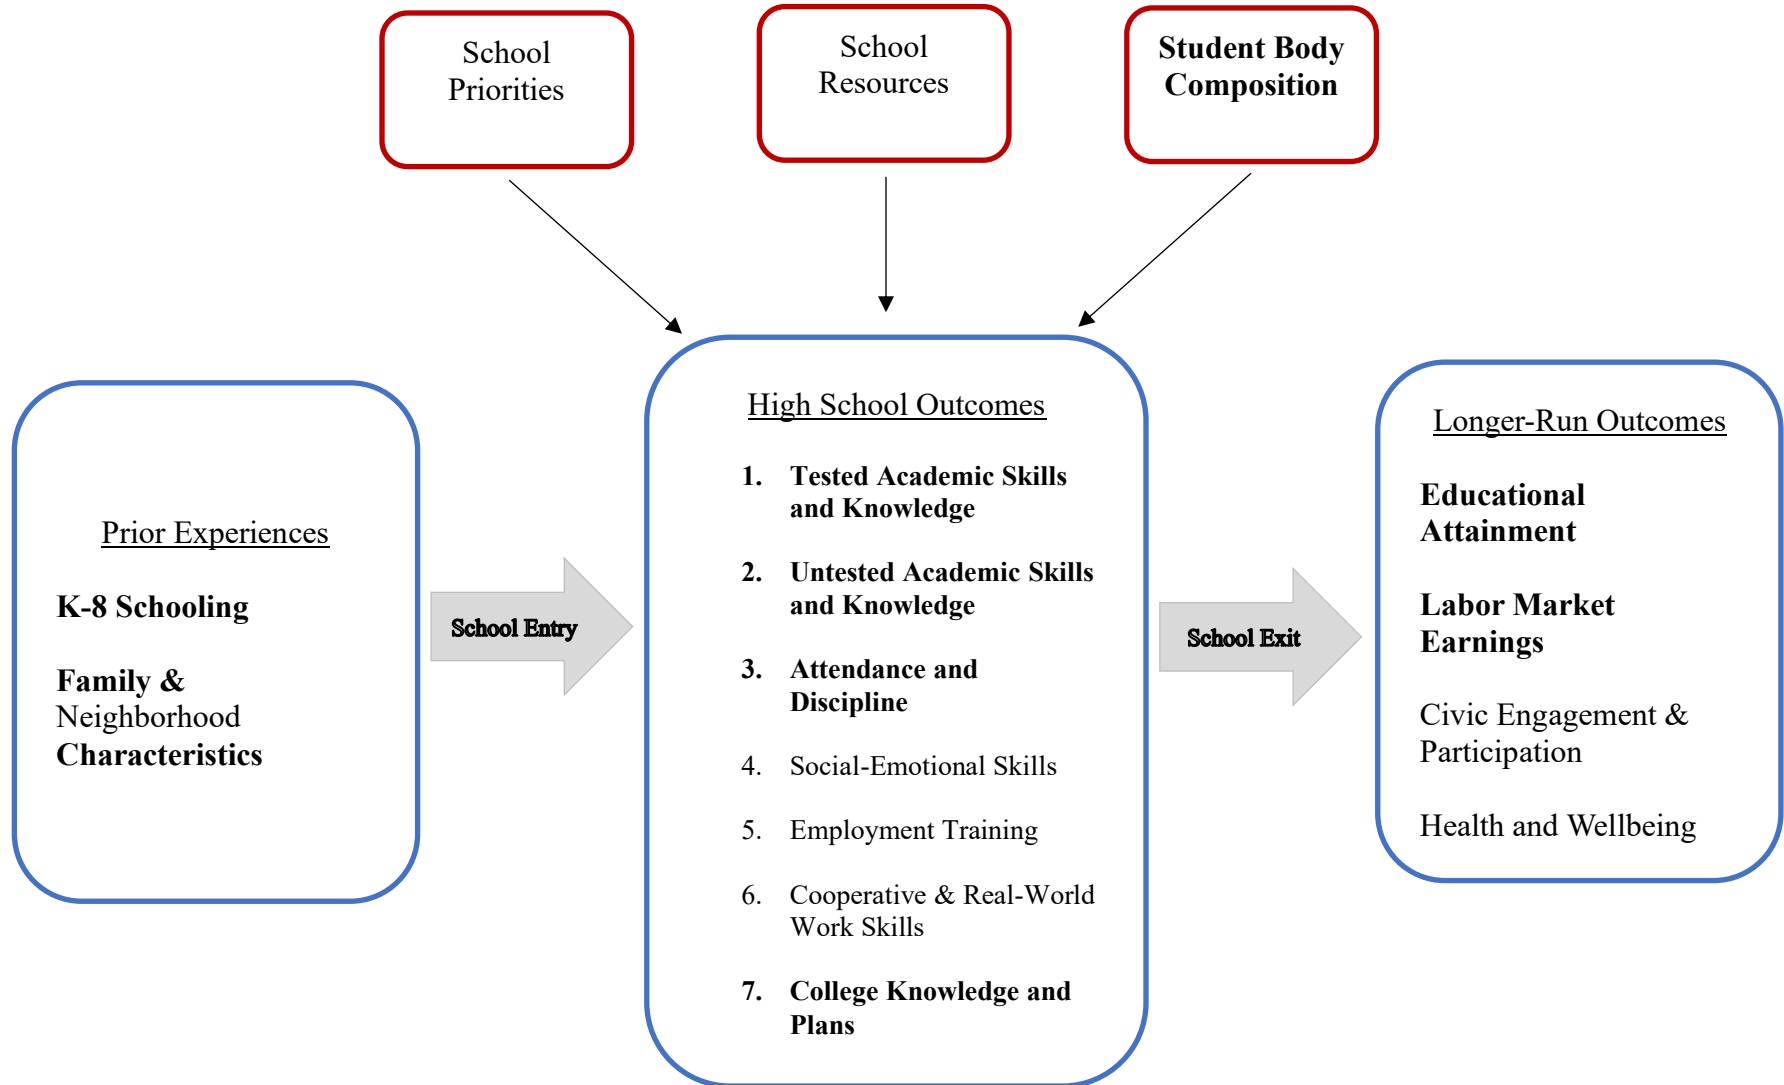 School
Priorities
School
Resources
Student Body
Composition
Prior Experiences
K-8 Schooling
Family &
Neighborhood
Characteristics
School Entry
High School Outcomes
1. Tested Academic Skills
and Knowledge
2. Untested Academic Skills
and Knowledge
3. Attendance and
Discipline
4. Social-Emotional Skills
5. Employment Training
6. Cooperative & Real-World
Work Skills
7. College Knowledge and
Plans
School Exit
Longer-Run Outcomes
Educational
Attainment
Labor Market
Earnings
Civic Engagement &
Participation
Health and Wellbeing